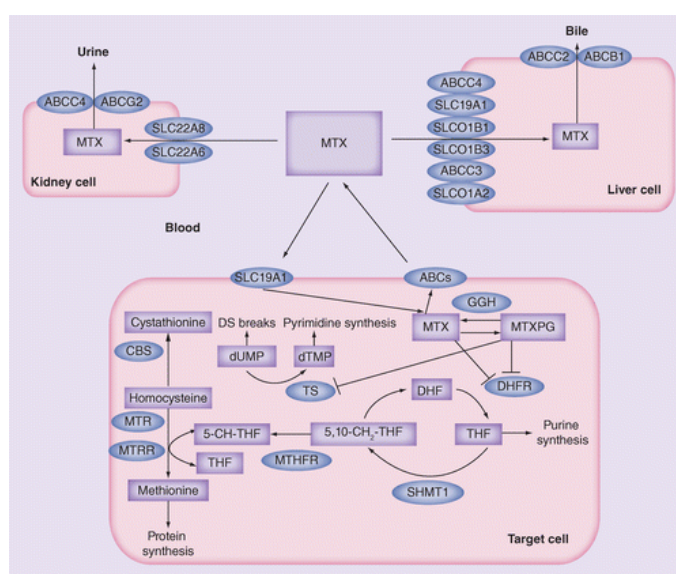 Urine
Bile
ABCC4 ABCG2
ABCC2 ABCB1
MTX
SLC22A8
SLC22A6
Kidney cell
MTX
ABCC4
SLC19A1
SLCO1B1
SLCO1B3
ABCC3
SLCO1A2
MTX
Liver cell
Blood
SLC19A1
ABCs
GGH
Cystathionine
DS breaks
Pyrimidine synthesis
MTX
MTXPG
CBS
dUMP
dTMP
TS
DHFR
Homocysteine
DHF
MTR
5-CH-THF
5,10-CH₂-THF
THF
Purine
synthesis
MTRR
THF
MTHFR
Methionine
SHMT1
Protein
synthesis
Target cell